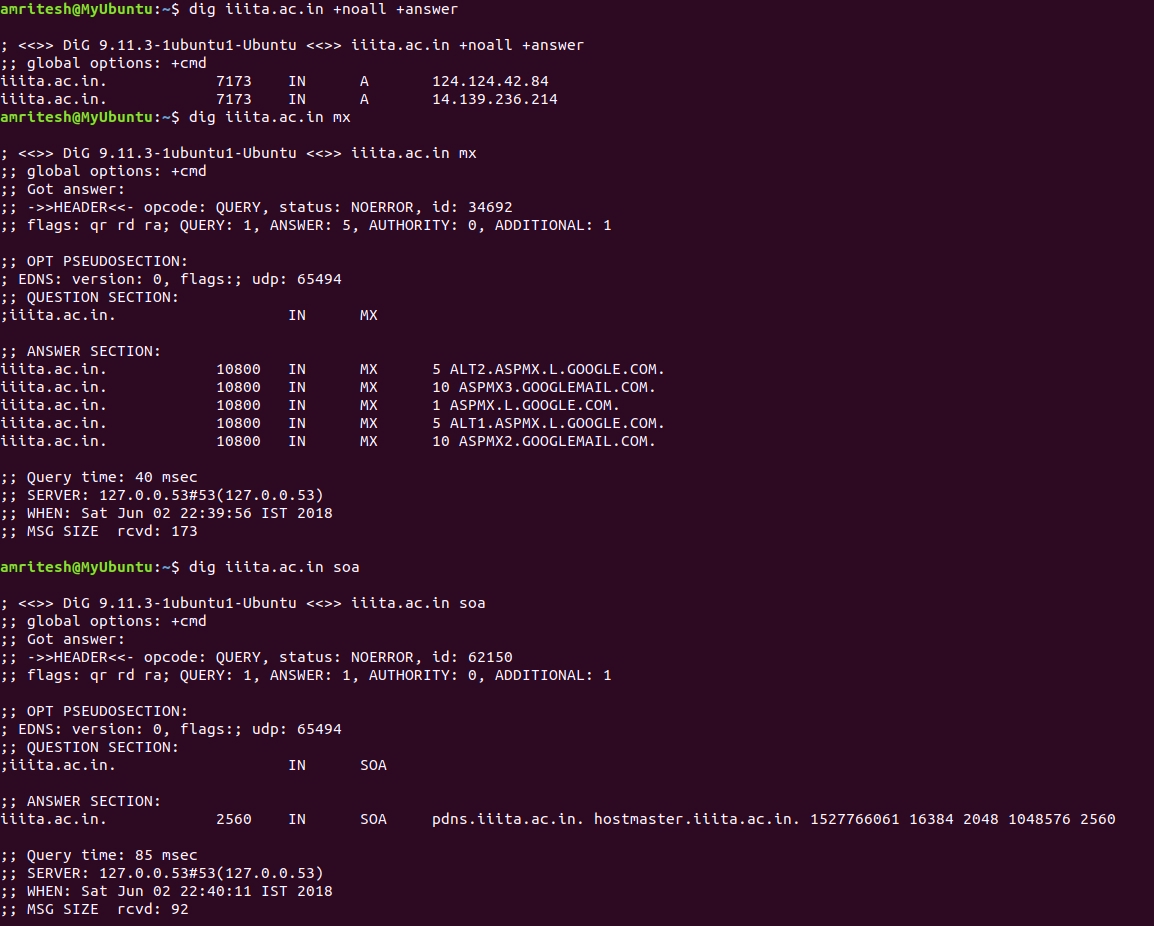 amritesh@MyUbuntu:~$ dig iiita.ac.in +noall +answer

; <<>> DiG 9.11.3-1ubuntu1-Ubuntu <<>> iiita.ac.in +noall +answer
;; global options: +cmd
iiita.ac.in.            7173    IN      A       124.124.42.84
iiita.ac.in.            7173    IN      A       14.139.236.214
amritesh@MyUbuntu:~$ dig iiita.ac.in mx

; <<>> DiG 9.11.3-1ubuntu1-Ubuntu <<>> iiita.ac.in mx
;; global options: +cmd
;; Got answer:
;; ->>HEADER<<- opcode: QUERY, status: NOERROR, id: 34692
;; flags: qr rd ra; QUERY: 1, ANSWER: 5, AUTHORITY: 0, ADDITIONAL: 1

;; OPT PSEUDOSECTION:
; EDNS: version: 0, flags:; udp: 65494
;; QUESTION SECTION:
;iiita.ac.in.                   IN      MX

;; ANSWER SECTION:
iiita.ac.in.            10800   IN      MX      5 ALT2.ASPMX.L.GOOGLE.COM.
iiita.ac.in.            10800   IN      MX      10 ASPMX3.GOOGLEMAIL.COM.
iiita.ac.in.            10800   IN      MX      1 ASPMX.L.GOOGLE.COM.
iiita.ac.in.            10800   IN      MX      5 ALT1.ASPMX.L.GOOGLE.COM.
iiita.ac.in.            10800   IN      MX      10 ASPMX2.GOOGLEMAIL.COM.

;; Query time: 40 msec
;; SERVER: 127.0.0.53#53(127.0.0.53)
;; WHEN: Sat Jun 02 22:39:56 IST 2018
;; MSG SIZE  rcvd: 173

amritesh@MyUbuntu:~$ dig iiita.ac.in soa

; <<>> DiG 9.11.3-1ubuntu1-Ubuntu <<>> iiita.ac.in soa
;; global options: +cmd
;; Got answer:
;; ->>HEADER<<- opcode: QUERY, status: NOERROR, id: 62150
;; flags: qr rd ra; QUERY: 1, ANSWER: 1, AUTHORITY: 0, ADDITIONAL: 1

;; OPT PSEUDOSECTION:
; EDNS: version: 0, flags:; udp: 65494
;; QUESTION SECTION:
;iiita.ac.in.                   IN      SOA

;; ANSWER SECTION:
iiita.ac.in.            2560    IN      SOA     pdns.iiita.ac.in. hostmaster.iiita.ac.in. 1527766061 16384 2048 1048576 2560

;; Query time: 85 msec
;; SERVER: 127.0.0.53#53(127.0.0.53)
;; WHEN: Sat Jun 02 22:40:11 IST 2018
;; MSG SIZE  rcvd: 92